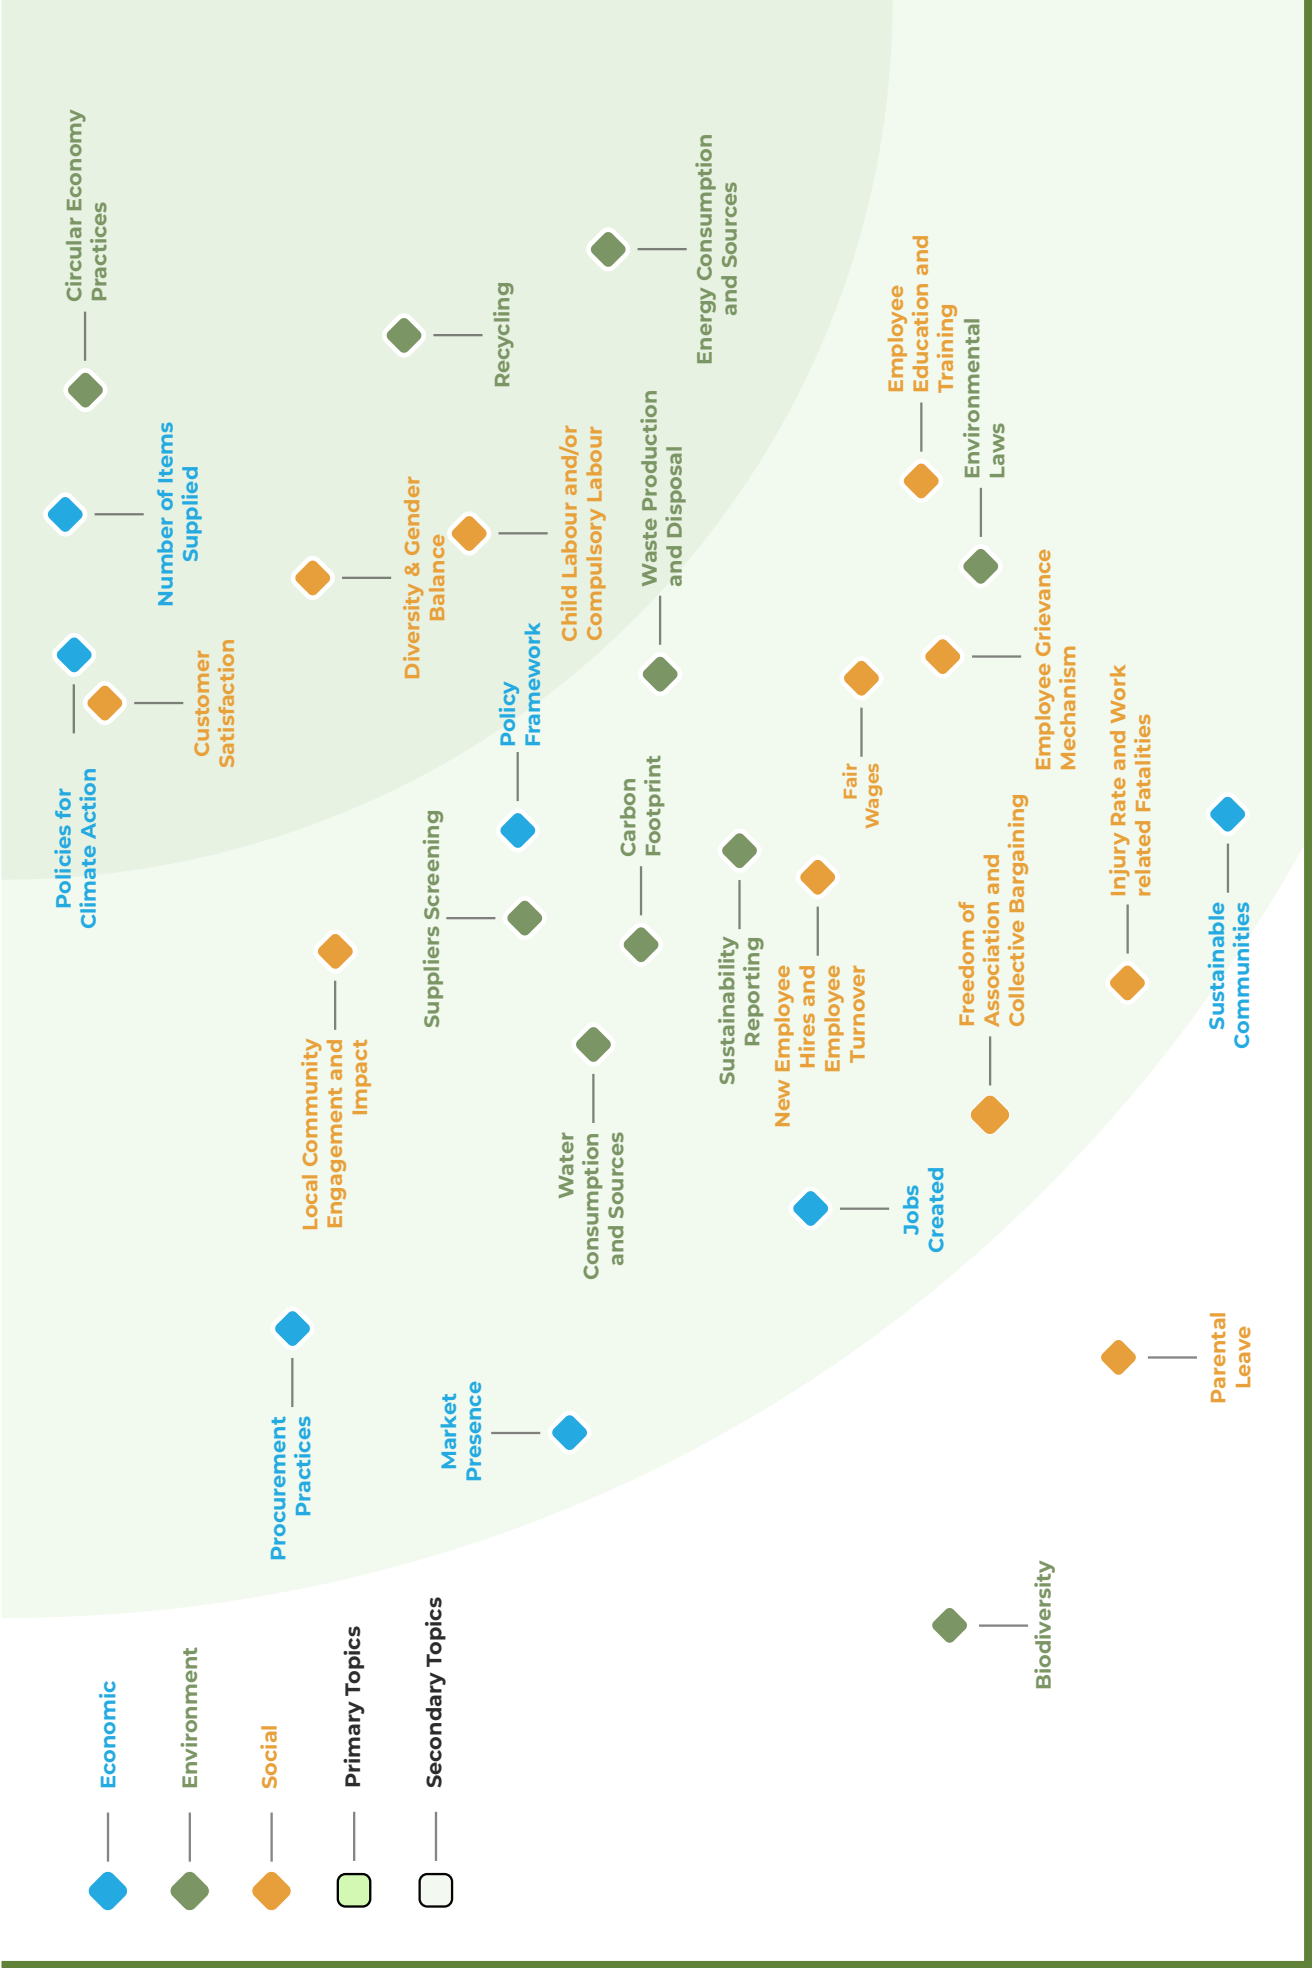 Economic
Environment
Social
Primary Topics
Secondary Topics
Procurement
Practices
Market
Presence
Local Community
Engagement and
Impact
Policies for
Climate Action
Customer
Satisfaction
Number of Items
Supplied
Circular Economy
Practices
Diversity & Gender
Balance
Recycling
Child Labour and/or
Compulsory Labour
Policy
Framework
Suppliers Screening
Water
Consumption
and Sources
Carbon
Footprint
Waste Production
and Disposal
Energy Consumption
and Sources
Sustainability
Reporting
New Employee
Hires and
Employee
Turnover
Fair
Wages
Jobs
Created
Employee
Education and
Training
Environmental
Laws
Employee Grievance
Mechanism
Freedom of
Association and
Collective Bargaining
Injury Rate and Work
related Fatalities
Sustainable
Communities
Parental
Leave
Biodiversity